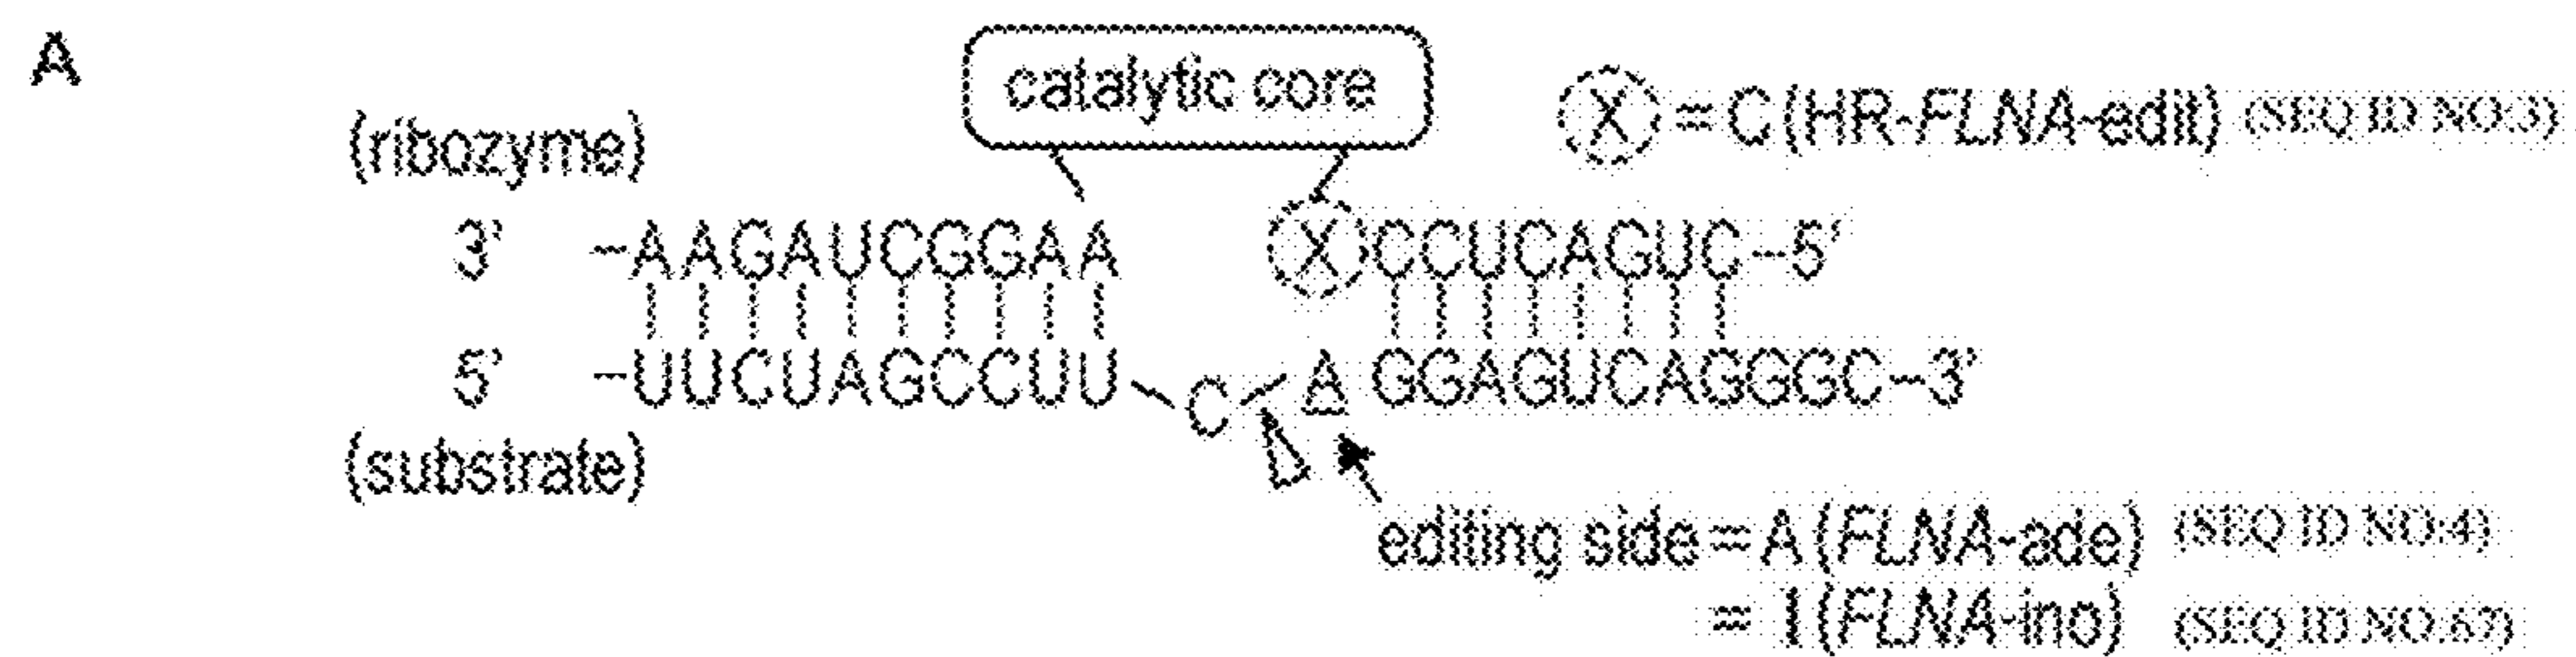 A
catalytic core
(ribozyme)
X = C (HR-FLNA-edit) (SEQ ID NO:3)
3' -AAGAUCGGAA X CCUCAGUC-5'
5' -UUCUAGCCUU C A GGAGUCAGGGC-3'
(substrate)
editing side = A (FLNA-ade) (SEQ ID NO:4)
= I (FLNA-ino) (SEQ ID NO:67)